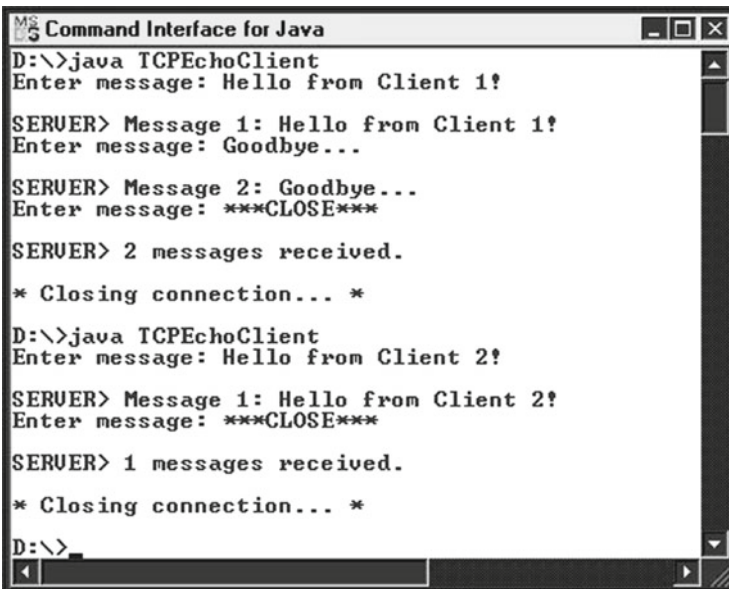 Command Interface for Java
D:\>java TCPEchoClient
Enter message: Hello from Client 1!
SERVER> Message 1: Hello from Client 1!
Enter message: Goodbye...
SERVER> Message 2: Goodbye...
Enter message: ***CLOSE***
SERVER> 2 messages received.
* Closing connection... *
D:\>java TCPEchoClient
Enter message: Hello from Client 2!
SERVER> Message 1: Hello from Client 2!
Enter message: ***CLOSE***
SERVER> 1 messages received.
* Closing connection... *
D:\>_